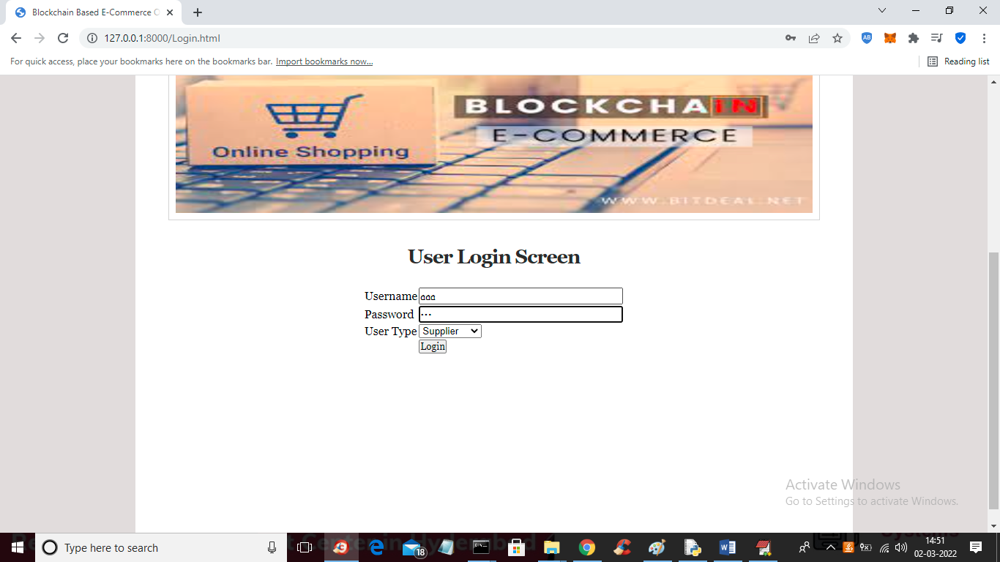 Blockchain Based E-Commerce
127.0.0.1:8000/Login.html
AB
For quick access, place your bookmarks here on the bookmarks bar. Import bookmarks now...
Reading list
BLOCKCHAIN
E-COMMERCE
Online Shopping
WWW.BITDEAL.NET
User Login Screen
Username aaa
Password ···
User Type Supplier
Login
Activate Windows
Go to Settings to activate Windows.
Type here to search
18
14:51
02-03-2022